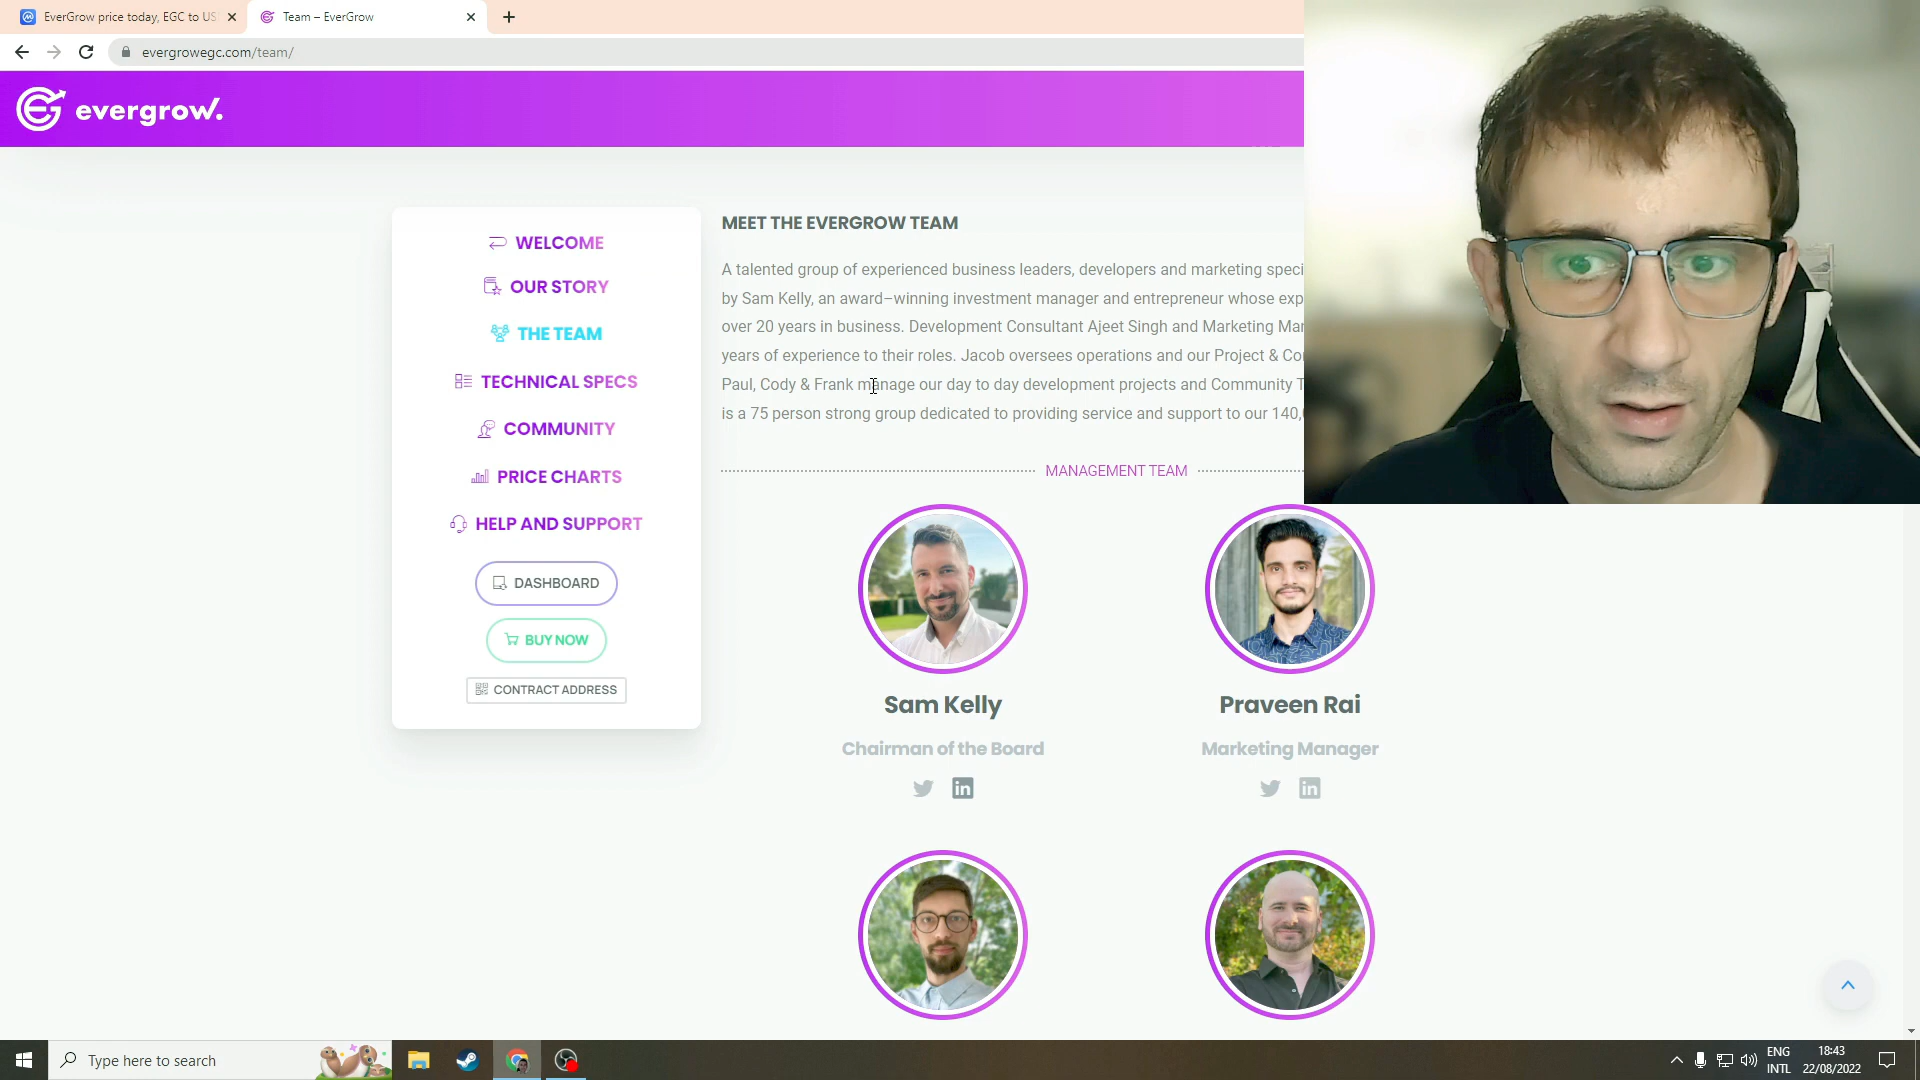 EverGrow price today, EGC to US
Team – EverGrow
evergrowegc.com/team/
evergrow.
WELCOME
OUR STORY
THE TEAM
TECHNICAL SPECS
COMMUNITY
PRICE CHARTS
HELP AND SUPPORT
DASHBOARD
BUY NOW
CONTRACT ADDRESS
MEET THE EVERGROW TEAM
A talented group of experienced business leaders, developers and marketing speci
by Sam Kelly, an award–winning investment manager and entrepreneur whose exp
over 20 years in business. Development Consultant Ajeet Singh and Marketing Mar
years of experience to their roles. Jacob oversees operations and our Project & Co
Paul, Cody & Frank manage our day to day development projects and Community T
is a 75 person strong group dedicated to providing service and support to our 140,
MANAGEMENT TEAM
Sam Kelly
Chairman of the Board
Praveen Rai
Marketing Manager
Type here to search
ENG
INTL
18:43
22/08/2022